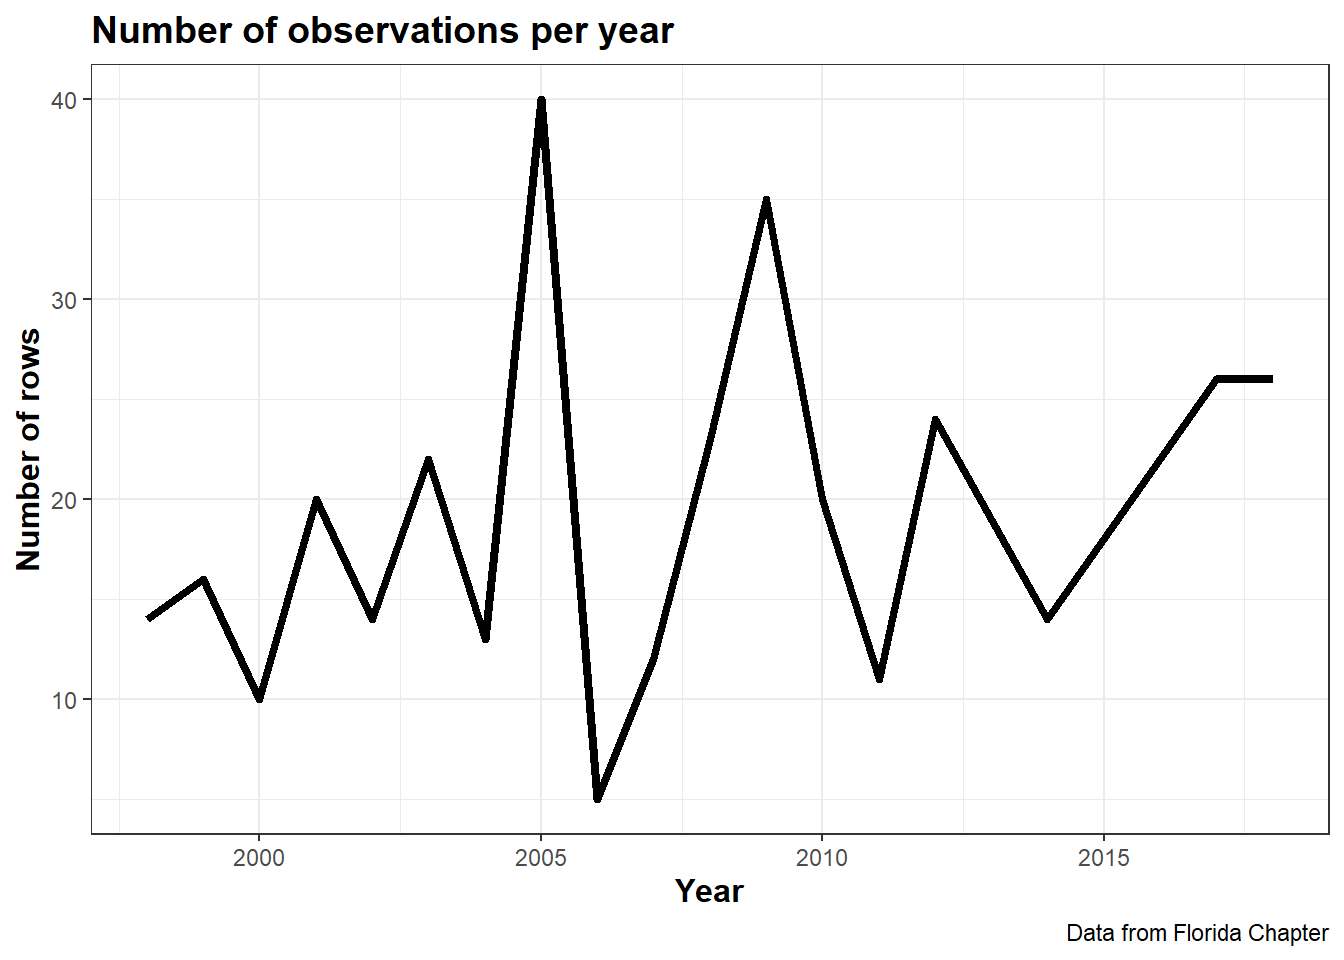 Number of observations per year
40
30
20
10
Number of rows
2000 2005 2010 2015
Year
Data from Florida Chapter